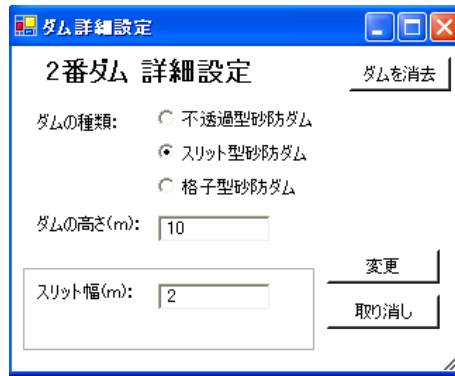 ダム詳細設定
2番ダム 詳細設定
ダムを消去
ダムの種類:
不透過型砂防ダム
スリット型砂防ダム
格子型砂防ダム
ダムの高さ(m):
10
スリット幅(m):
2
変更
取り消し